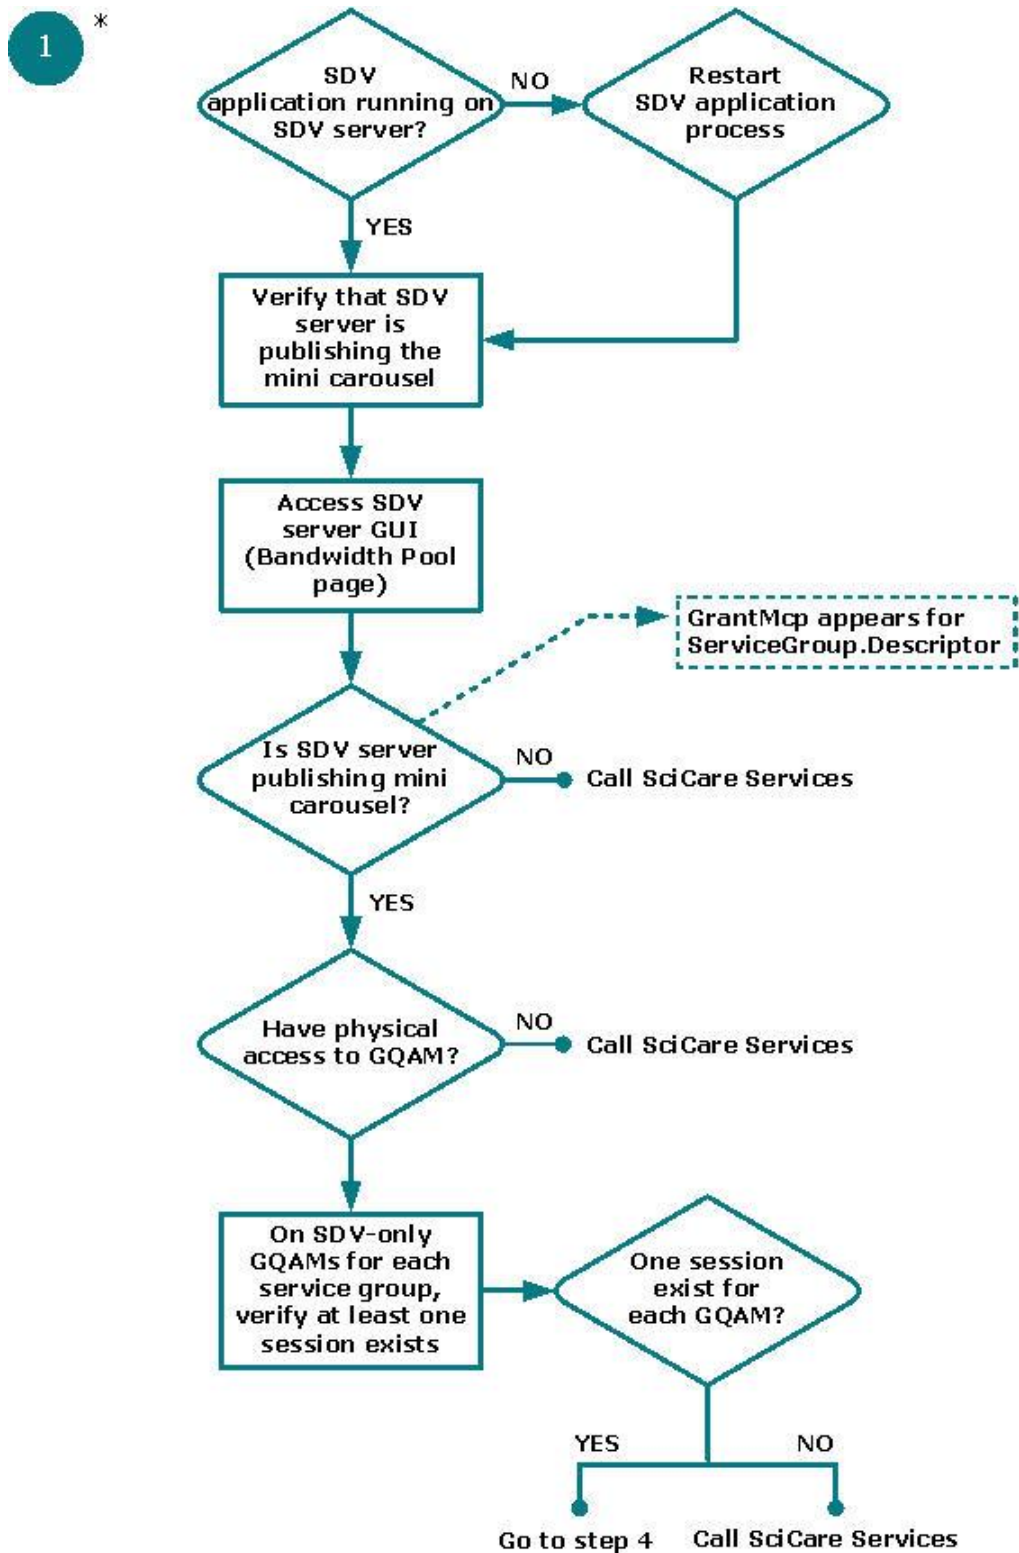 1 *
SDV
application running on
SDV server?
NO
Restart
SDV application
process
YES
Verify that SDV
server is
publishing the
mini carousel
Access SDV
server GUI
(Bandwidth Pool
page)
GrantMcp appears for
ServiceGroup.Descriptor
Is SDV server
publishing mini
carousel?
NO
Call SciCare Services
YES
Have physical
access to GQAM?
NO
Call SciCare Services
On SDV-only
GQAMs for each
service group,
verify at least one
session exists
One session
exist for
each GQAM?
YES
NO
Go to step 4
Call SciCare Services